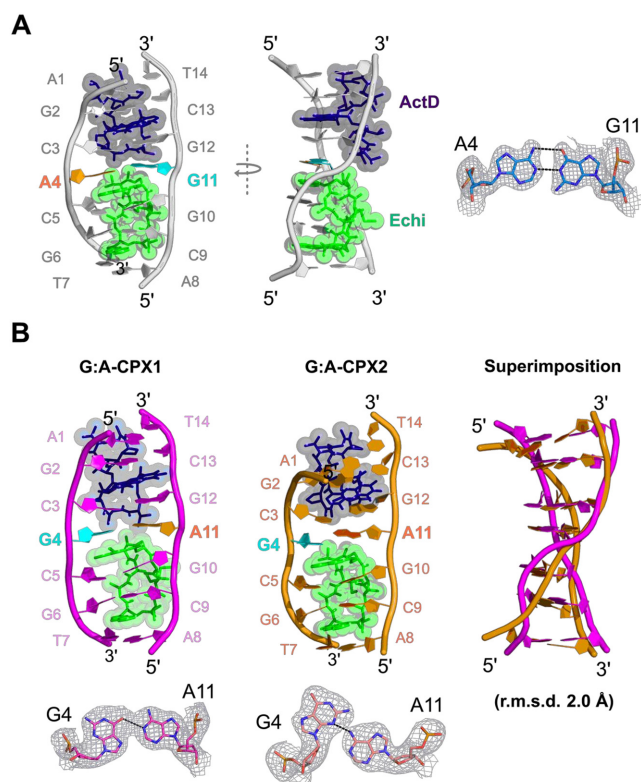 A
5'
3'
A1
T14
G2
C13
C3
G12
A4
G11
C5
G10
G6
C9
T7
3'
A8
5'
5'
3'
ActD
Echi
5'
3'
A4
G11
B
G:A-CPX1
5'
3'
A1
T14
G2
C13
C3
G12
G4
A11
C5
G10
G6
C9
T7
A8
3'
5'
G4
A11
G:A-CPX2
3'
T14
A1
C13
5'
G2
G12
C3
G4
A11
C5
G10
G6
C9
T7
A8
3'
5'
G4
A11
Superimposition
3'
5'
5'
3'
(r.m.s.d. 2.0 Å)